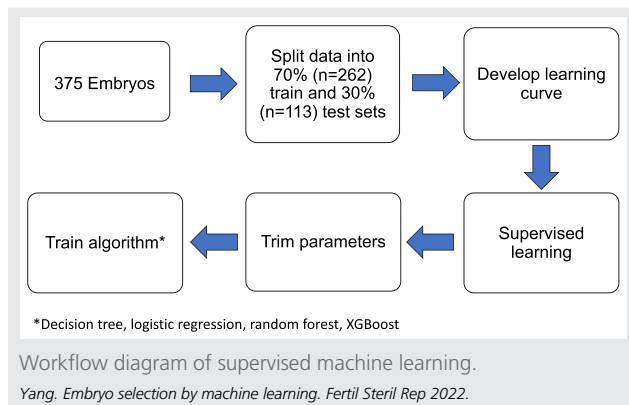 375 Embryos
Split data into
70% (n=262)
train and 30%
(n=113) test sets
Develop learning
curve
Supervised
learning
Trim parameters
Train algorithm*
*Decision tree, logistic regression, random forest, XGBoost
Workflow diagram of supervised machine learning.
Yang. Embryo selection by machine learning. Fertil Steril Rep 2022.